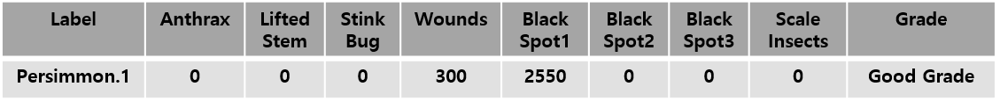 Label Anthrax Lifted Stem Stink Bug Wounds Black Spot1 Black Spot2 Black Spot3 Scale Insects Grade
Persimmon.1 0 0 0 300 2550 0 0 0 Good Grade